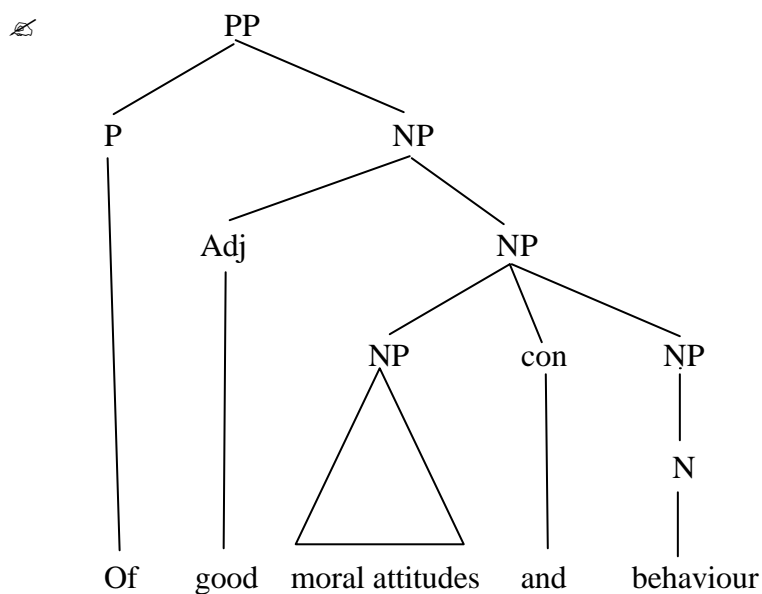 ✍ PP
P NP
Adj NP
NP con NP
N
Of good moral attitudes and behaviour